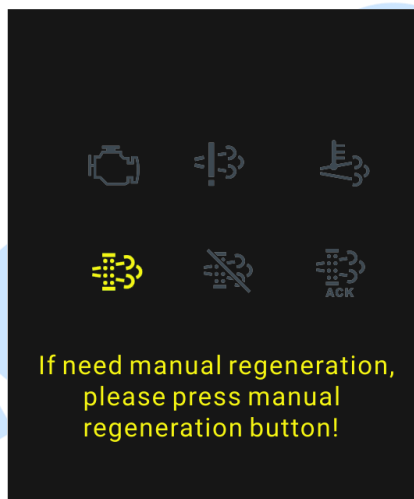 ACK
If need manual regeneration,
please press manual
regeneration button!